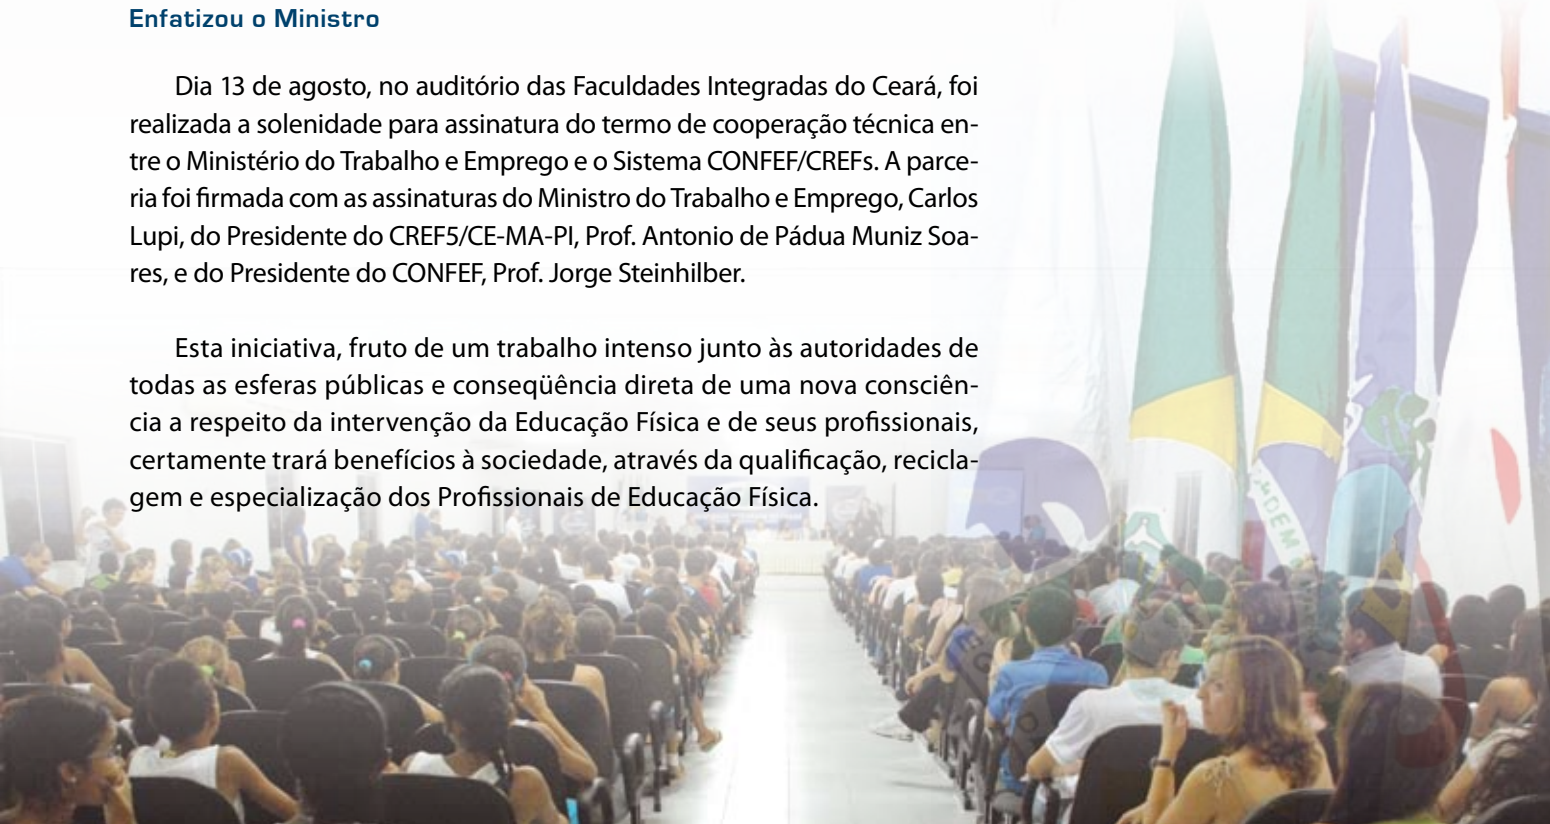 Enfatizou o Ministro
Dia 13 de agosto, no auditório das Faculdades Integradas do Ceará, foi
realizada a solenidade para assinatura do termo de cooperação técnica en-
tre o Ministério do Trabalho e Emprego e o Sistema CONFEF/CREFs. A parce-
ria foi firmada com as assinaturas do Ministro do Trabalho e Emprego, Carlos
Lupi, do Presidente do CREF5/CE-MA-PI, Prof. Antonio de Pádua Muniz Soa-
res, e do Presidente do CONFEF, Prof. Jorge Steinhilber.
Esta iniciativa, fruto de um trabalho intenso junto às autoridades de
todas as esferas públicas e conseqüência direta de uma nova consciên-
cia a respeito da intervenção da Educação Física e de seus profissionais,
certamente trará benefícios à sociedade, através da qualificação, recicla-
gem e especialização dos Profissionais de Educação Física.